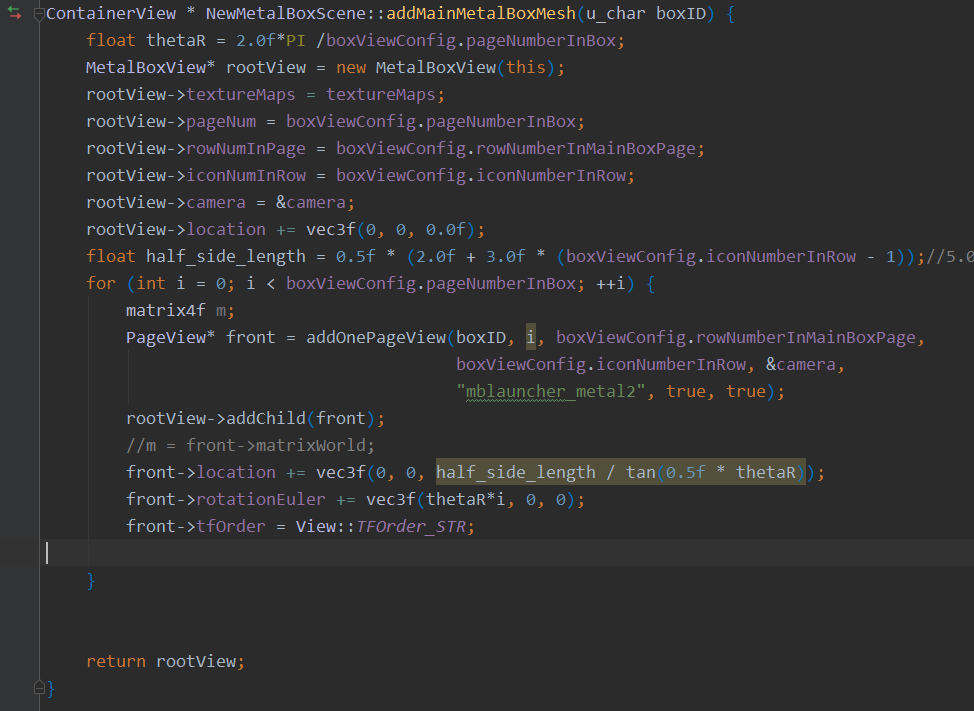 ContainerView * NewMetalBoxScene::addMainMetalBoxMesh(u_char boxID) {
    float thetaR = 2.0f*PI /boxViewConfig.pageNumberInBox;
    MetalBoxView* rootView = new MetalBoxView(this);
    rootView->textureMaps = textureMaps;
    rootView->pageNum = boxViewConfig.pageNumberInBox;
    rootView->rowNumInPage = boxViewConfig.rowNumberInMainBoxPage;
    rootView->iconNumInRow = boxViewConfig.iconNumberInRow;
    rootView->camera = &camera;
    rootView->location += vec3f(0, 0, 0.0f);
    float half_side_length = 0.5f * (2.0f + 3.0f * (boxViewConfig.iconNumberInRow - 1));//5.0
    for (int i = 0; i < boxViewConfig.pageNumberInBox; ++i) {
        matrix4f m;
        PageView* front = addOnePageView(boxID, i, boxViewConfig.rowNumberInMainBoxPage,
                                         boxViewConfig.iconNumberInRow, &camera,
                                         "mblauncher_metal2", true, true);
        rootView->addChild(front);
        //m = front->matrixWorld;
        front->location += vec3f(0, 0, half_side_length / tan(0.5f * thetaR));
        front->rotationEuler += vec3f(thetaR*i, 0, 0);
        front->tfOrder = View::TFOrder_STR;
    }
    return rootView;
}